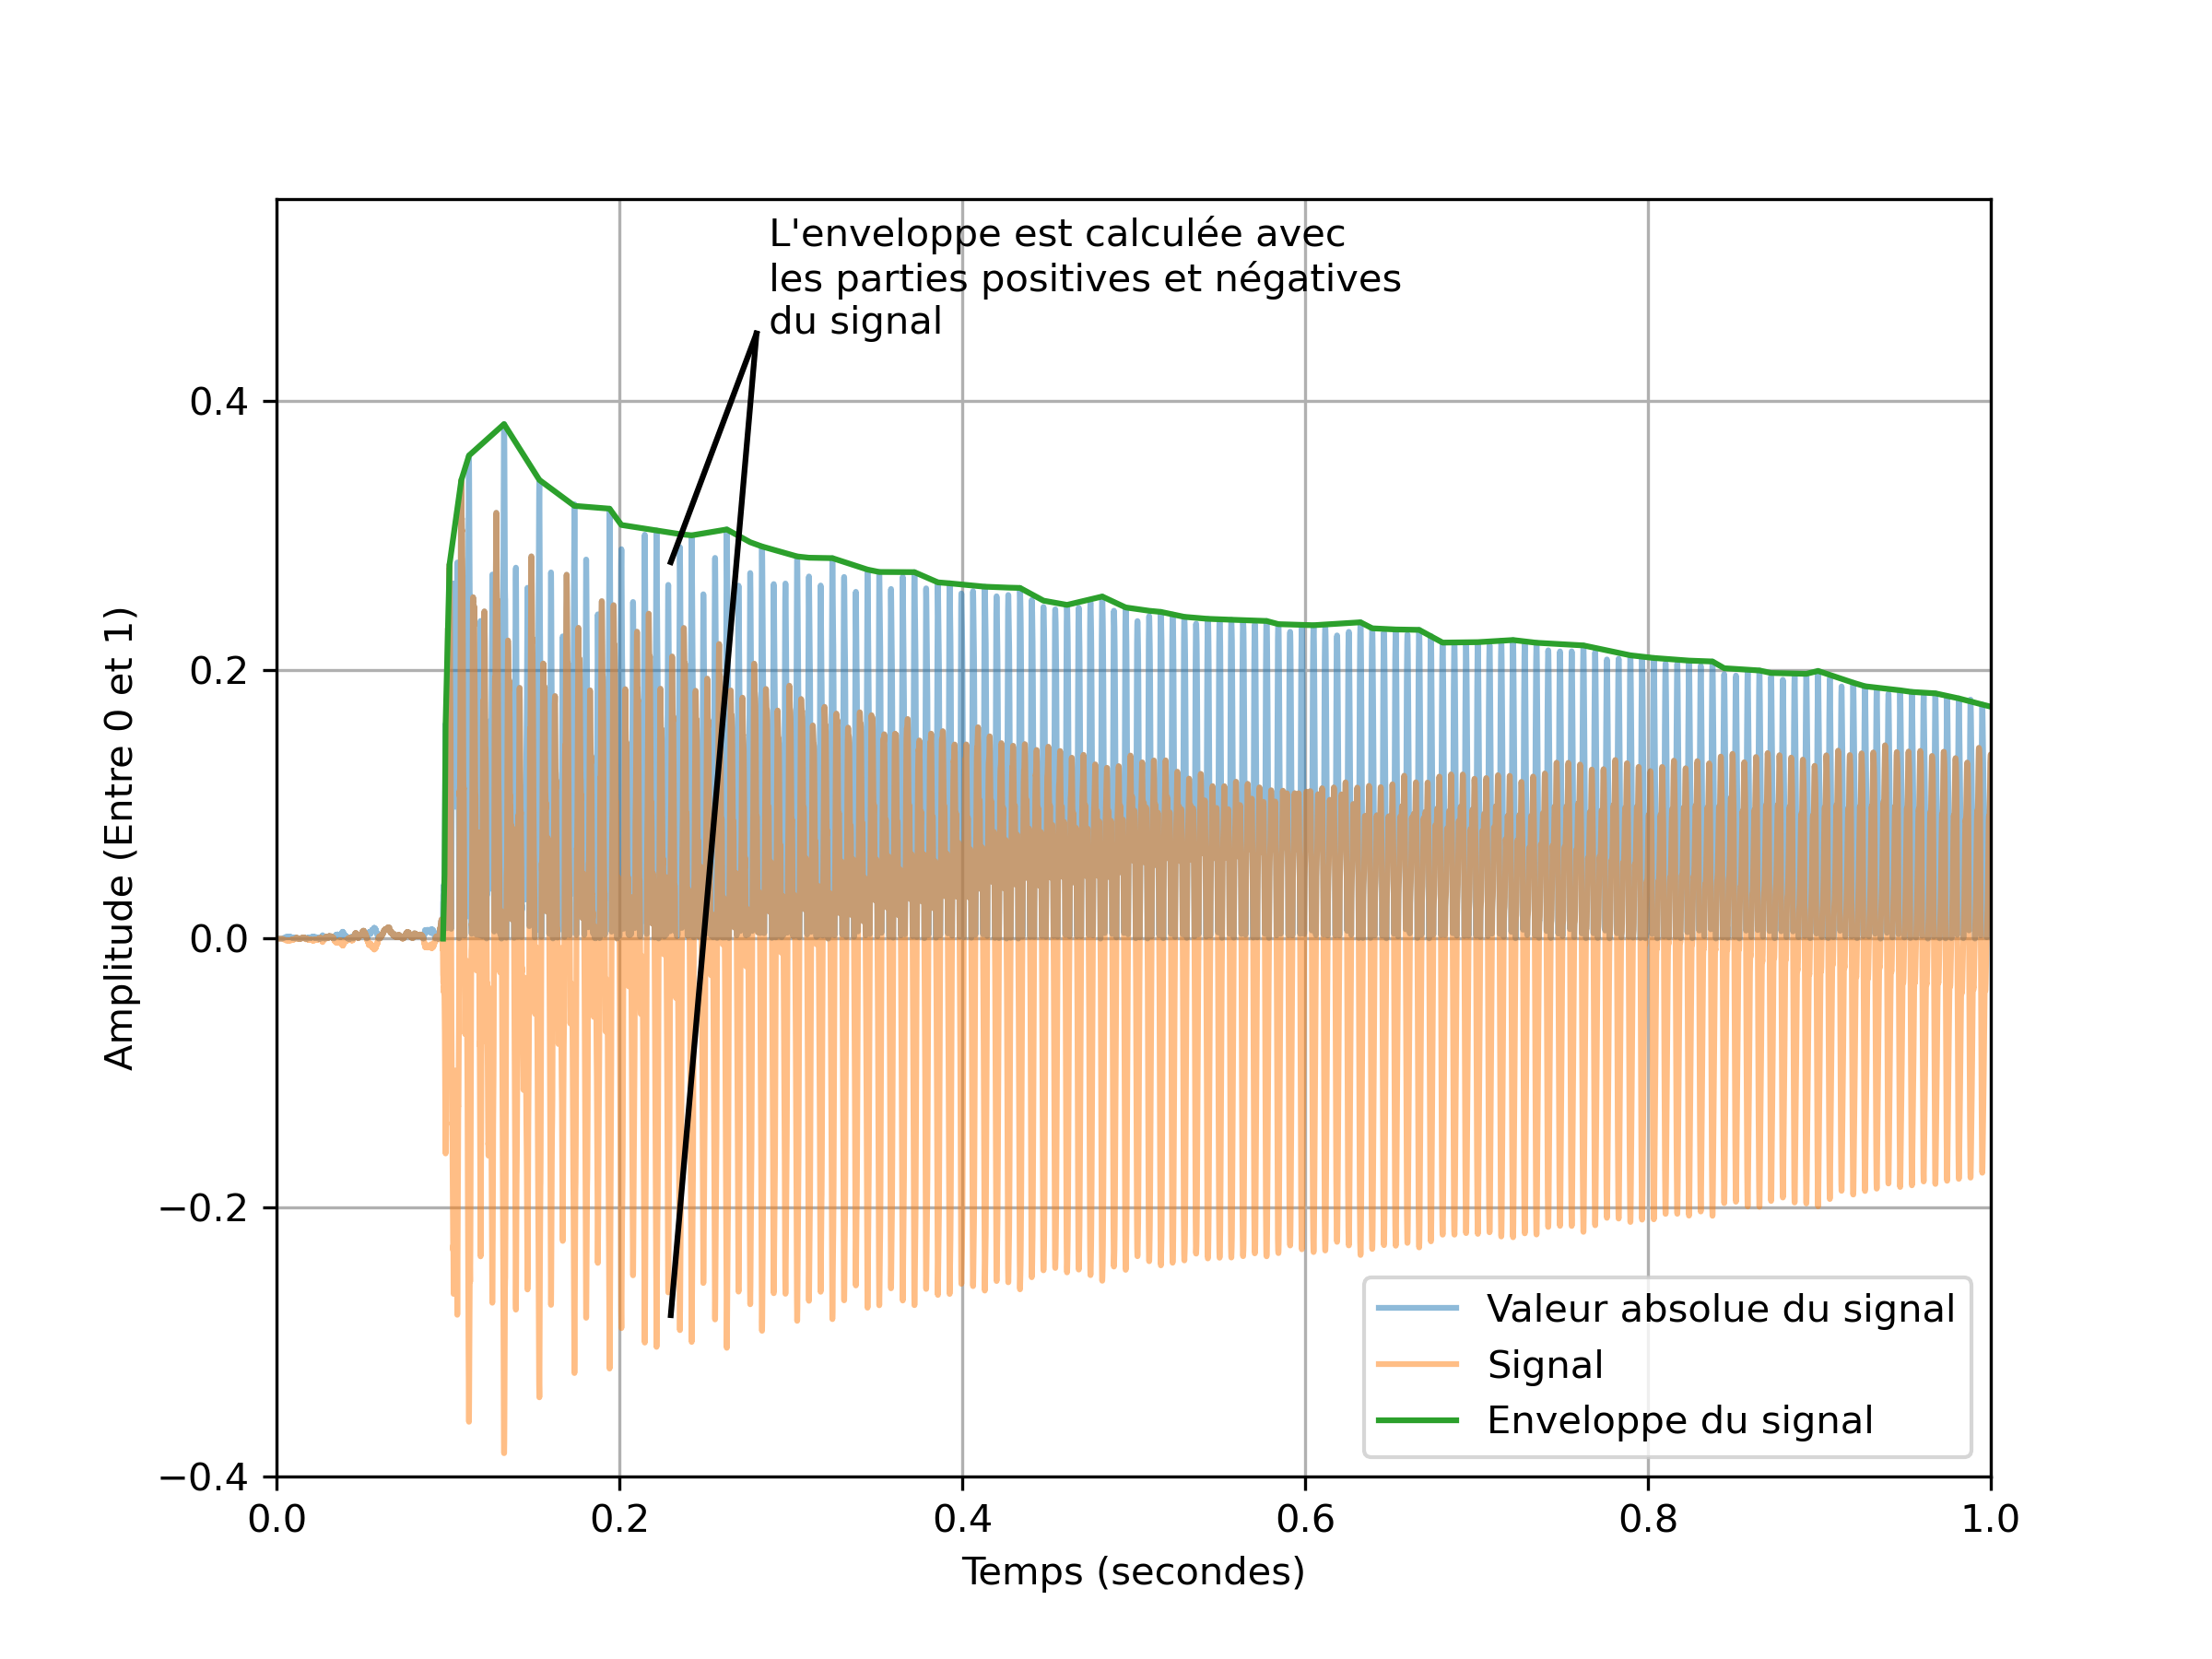 L'enveloppe est calculée avec
les parties positives et négatives
du signal
0.4
0.2
0.0
−0.2
−0.4
Amplitude (Entre 0 et 1)
0.0
0.2
0.4
0.6
0.8
1.0
Temps (secondes)
Valeur absolue du signal
Signal
Enveloppe du signal